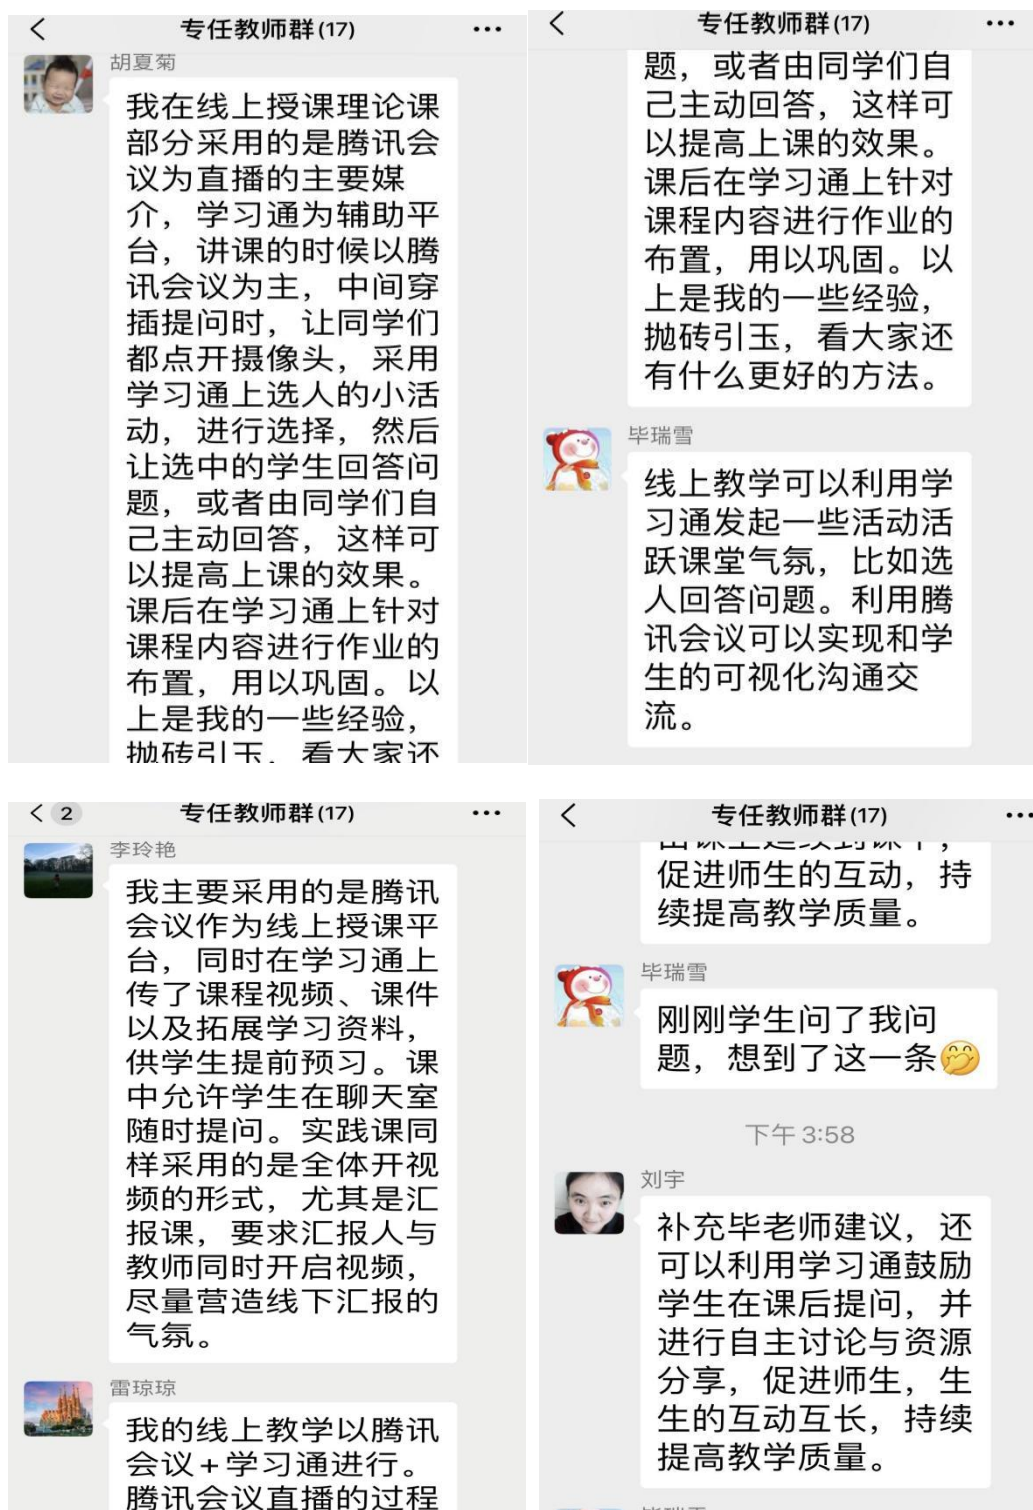 专任教师群(17)
胡夏菊
我在线上授课理论课
部分采用的是腾讯会
议为直播的主要媒
介，学习通为辅助平
台，讲课的时候以腾
讯会议为主，中间穿
插提问时，让同学们
都点开摄像头，采用
学习通上选人的小活
动，进行选择，然后
让选中的学生回答问
题，或者由同学们自
己主动回答，这样可
以提高上课的效果。
课后在学习通上针对
课程内容进行作业的
布置，用以巩固。以
上是我的一些经验，
抛砖引玉，看大家还
专任教师群(17)
题，或者由同学们自
己主动回答，这样可
以提高上课的效果。
课后在学习通上针对
课程内容进行作业的
布置，用以巩固。以
上是我的一些经验，
抛砖引玉，看大家还
有什么更好的方法。
毕瑞雪
线上教学可以利用学
习通发起一些活动活
跃课堂气氛，比如选
人回答问题。利用腾
讯会议可以实现和学
生的可视化沟通交
流。
2
专任教师群(17)
李玲艳
我主要采用的是腾讯
会议作为线上授课平
台，同时在学习通上
传了课程视频、课件
以及拓展学习资料，
供学生提前预习。课
中允许学生在聊天室
随时提问。实践课同
样采用的是全体开视
频的形式，尤其是汇
报课，要求汇报人与
教师同时开启视频，
尽量营造线下汇报的
气氛。
雷琼琼
我的线上教学以腾讯
会议+学习通进行。
腾讯会议直播的过程
专任教师群(17)
促进师生的互动，持
续提高教学质量。
毕瑞雪
刚刚学生问了我问
题，想到了这一条🤭
下午 3:58
刘宇
补充毕老师建议，还
可以利用学习通鼓励
学生在课后提问，并
进行自主讨论与资源
分享，促进师生，生
生的互动互长，持续
提高教学质量。